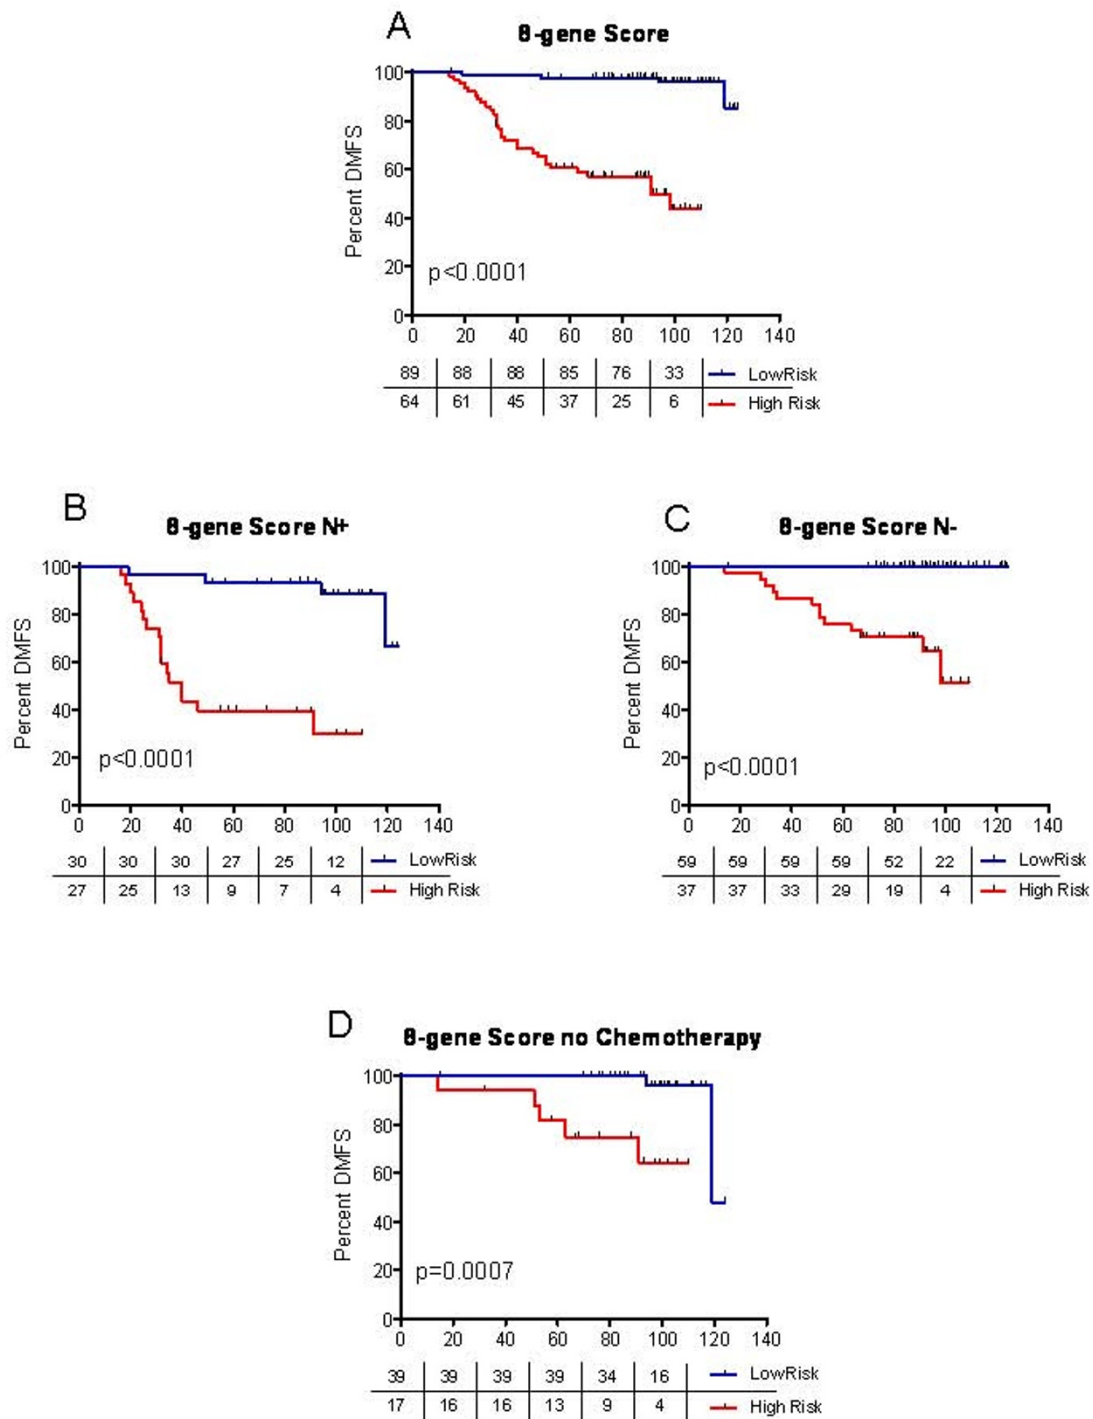 A
8-gene Score
100
80
60
40
20
0
Percent DMFS
p<0.0001
0 20 40 60 80 100 120 140
89 88 88 85 76 33 LowRisk
64 61 45 37 25 6 High Risk
B
8-gene Score N+
100
80
60
40
20
0
Percent DMFS
p<0.0001
0 20 40 60 80 100 120 140
30 30 30 27 25 12 LowRisk
27 25 13 9 7 4 High Risk
C
8-gene Score N-
100
80
60
40
20
0
Percent DMFS
p<0.0001
0 20 40 60 80 100 120 140
59 59 59 59 52 22 LowRisk
37 37 33 29 19 4 High Risk
D
8-gene Score no Chemotherapy
100
80
60
40
20
0
Percent DMFS
p=0.0007
0 20 40 60 80 100 120 140
39 39 39 39 34 16 LowRisk
17 16 16 13 9 4 High Risk